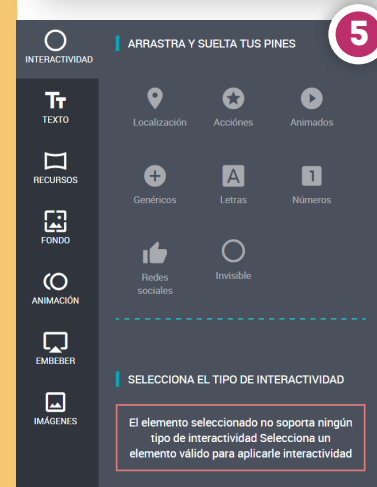 5
INTERACTIVIDAD
TEXTO
RECURSOS
FONDO
ANIMACIÓN
EMBEBER
IMÁGENES
ARRASTRA Y SUELTA TUS PINES
Localización
Acciónes
Animados
Genéricos
A
Letras
1
Números
Redes
sociales
Invisible
SELECCIONA EL TIPO DE INTERACTIVIDAD
El elemento seleccionado no soporta ningún
tipo de interactividad Selecciona un
elemento válido para aplicarle interactividad